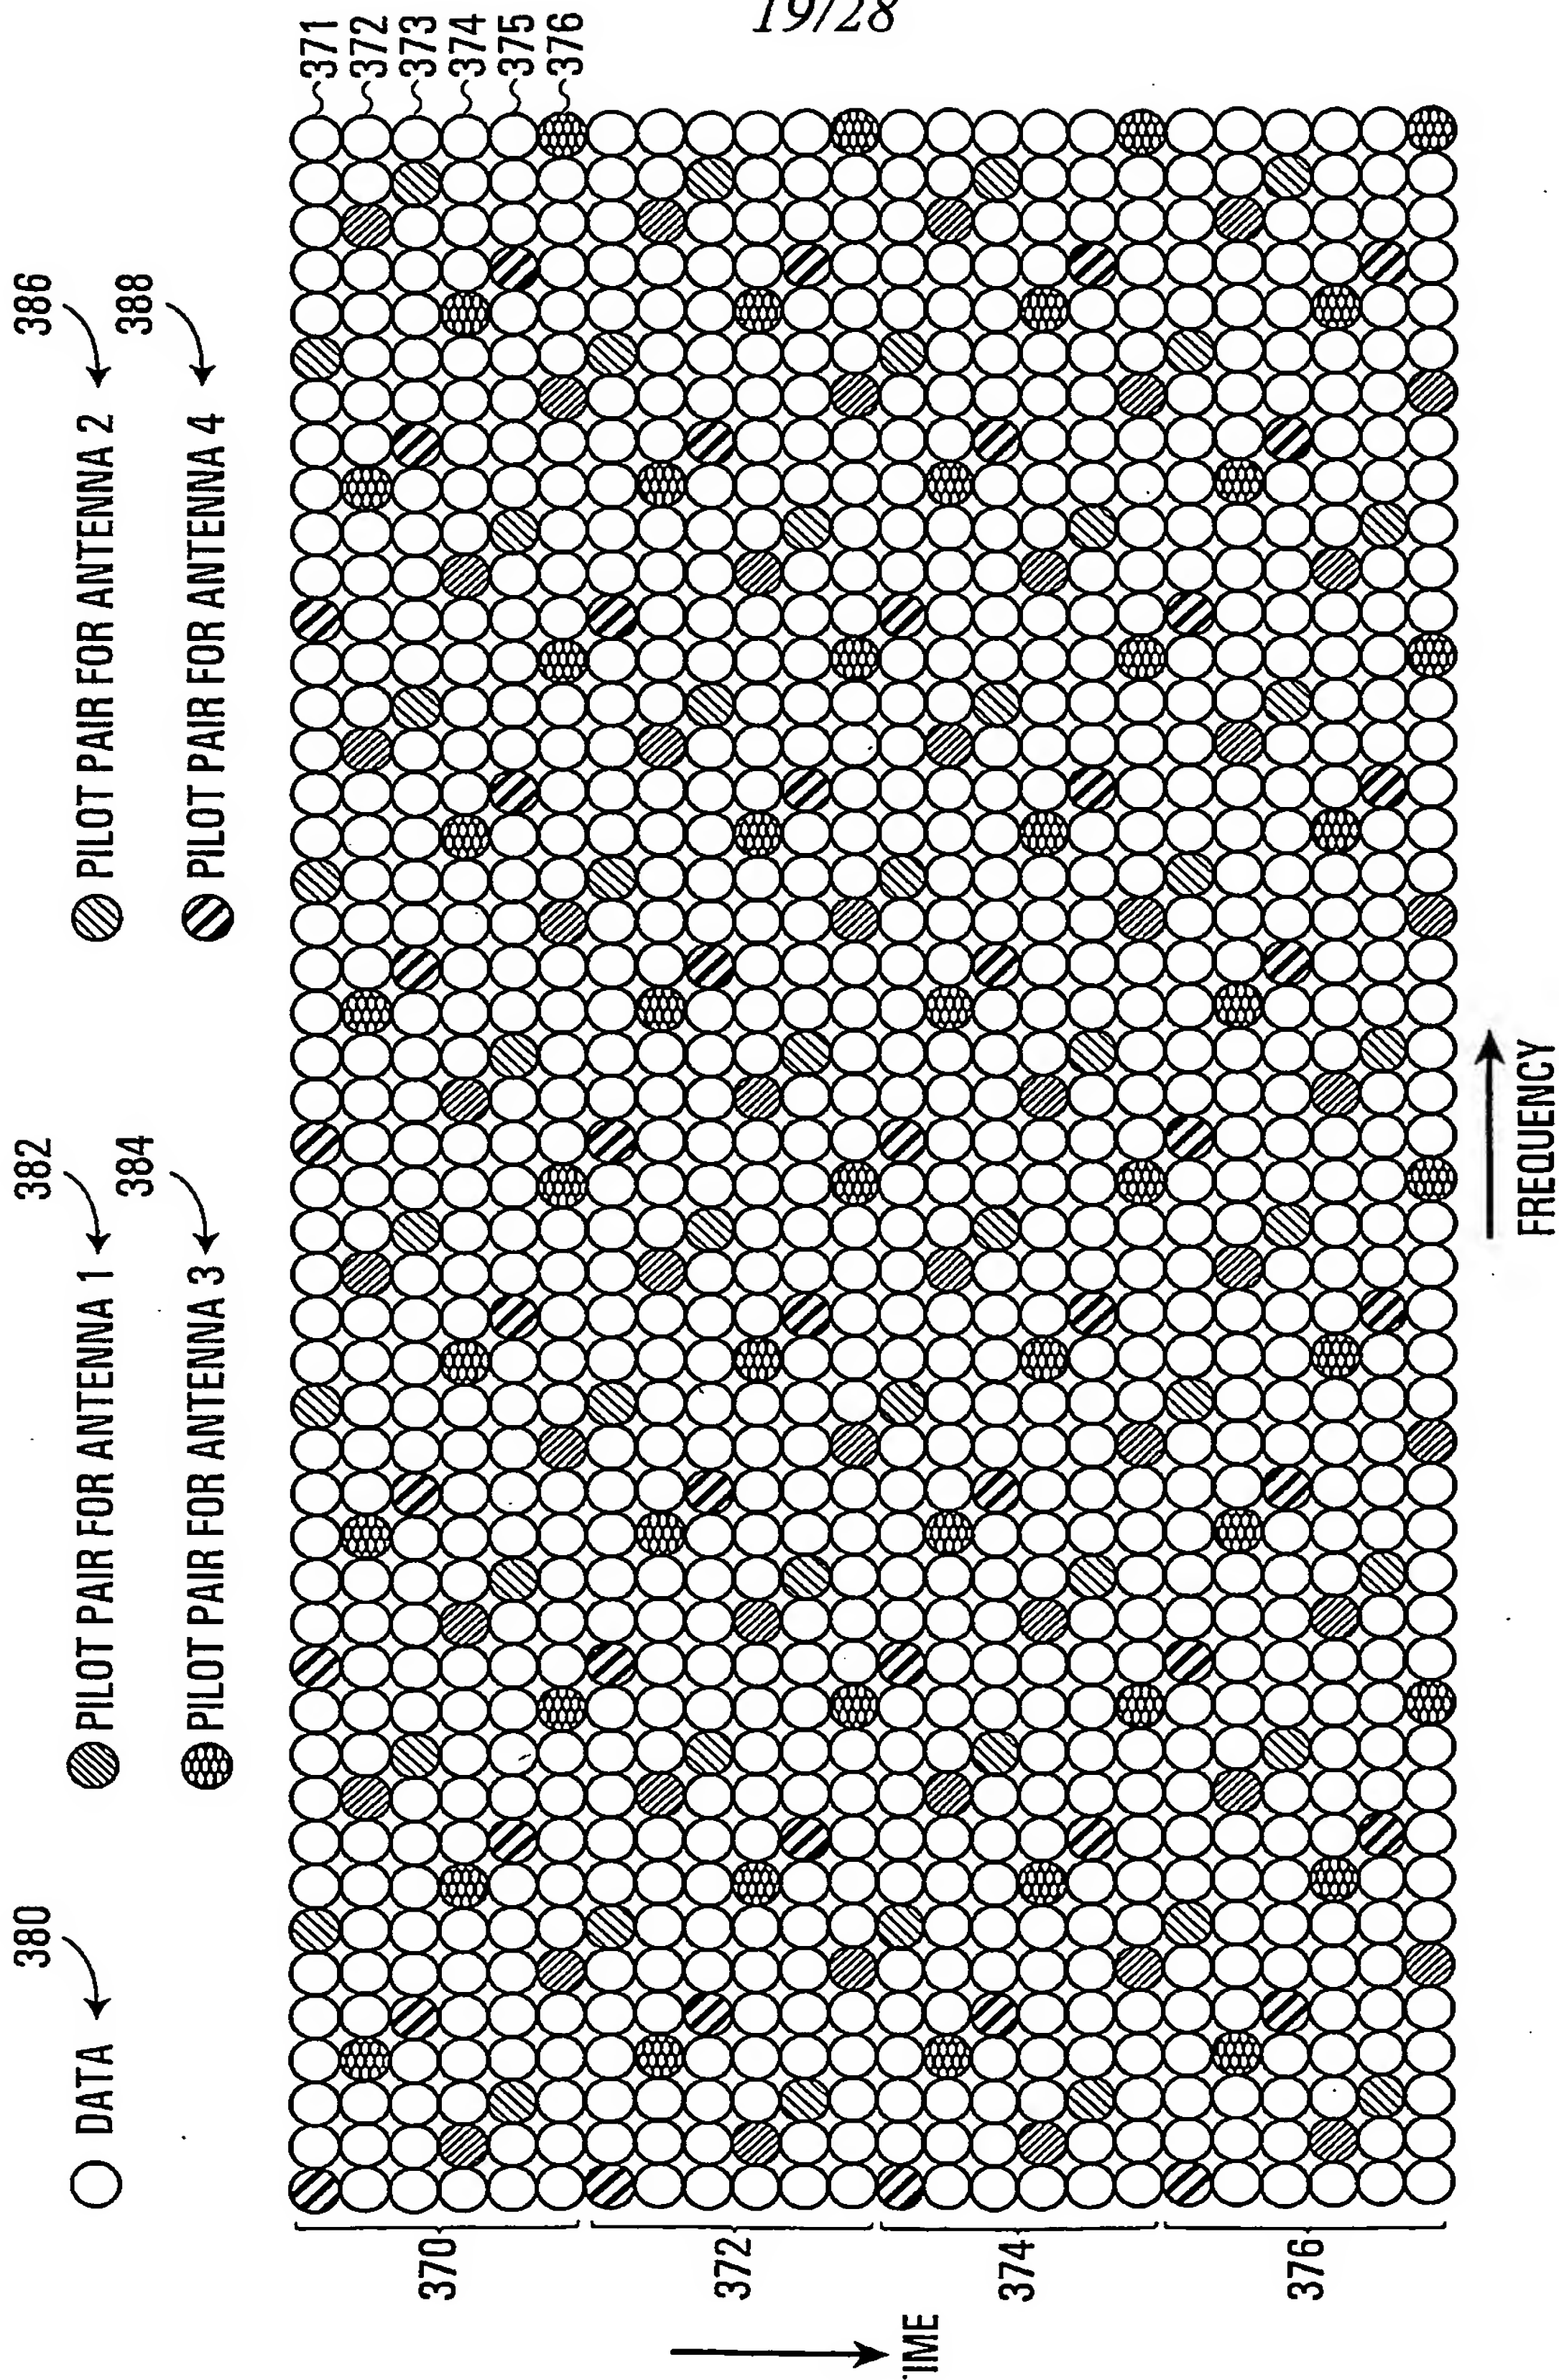 19/28
380
DATA
382
PILOT PAIR FOR ANTENNA 1
384
PILOT PAIR FOR ANTENNA 3
386
PILOT PAIR FOR ANTENNA 2
388
PILOT PAIR FOR ANTENNA 4
371
372
373
374
375
376
370
372
374
376
TIME
FREQUENCY